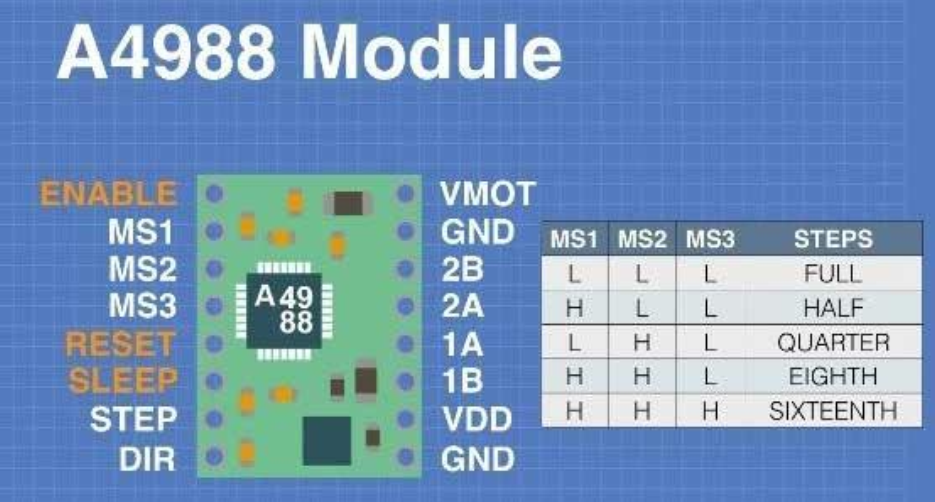 A4988 Module
ENABLE
MS1
MS2
MS3
RESET
SLEEP
STEP
DIR
A 49
88
VMOT
GND
2B
2A
1A
1B
VDD
GND
MS1 MS2 MS3 STEPS
L L L FULL
H L L HALF
L H L QUARTER
H H L EIGHTH
H H H SIXTEENTH